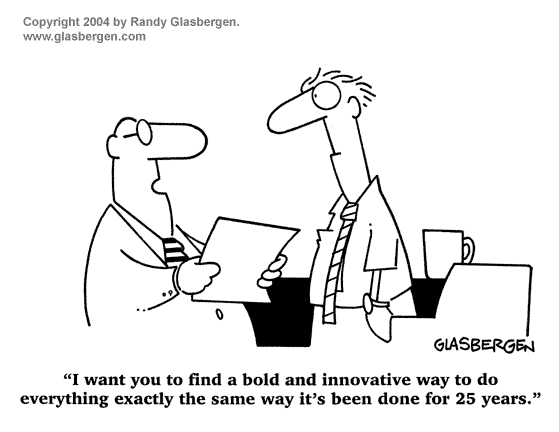 Copyright 2004 by Randy Glasbergen.
www.glasbergen.com
GLASBERGEN
“I want you to find a bold and innovative way to do
everything exactly the same way it’s been done for 25 years.”